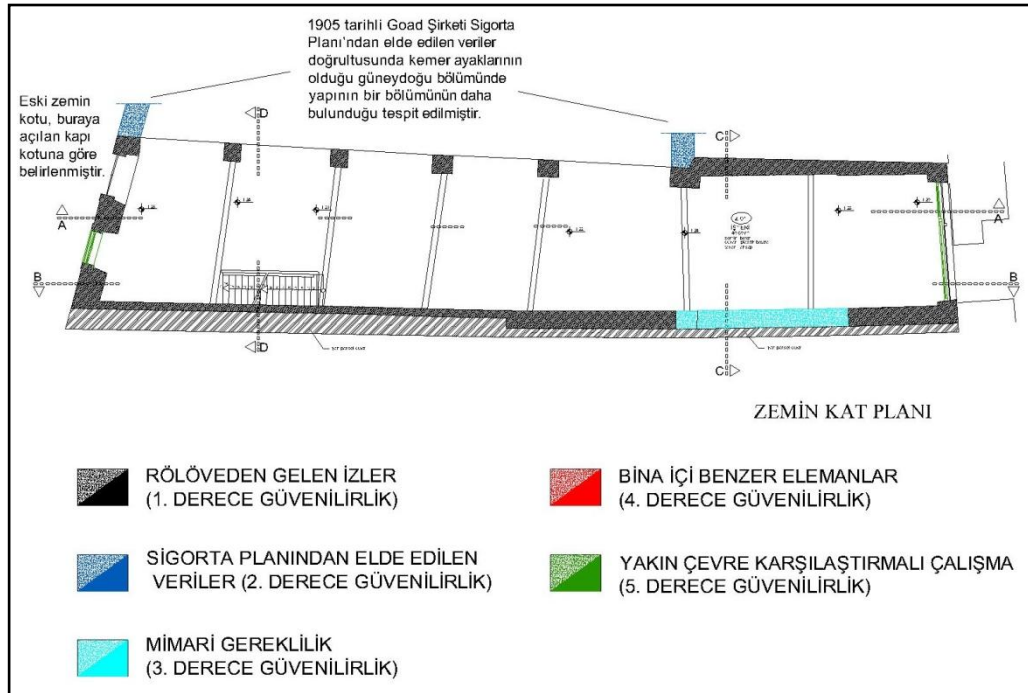 1905 tarihli Goad Şirketi Sigorta
Planı'ndan elde edilen veriler
doğrultusunda kemer ayaklarının
olduğu güneydoğu bölümünde
yapının bir bölümünün daha
bulunduğu tespit edilmiştir.
Eski zemin
kotu, buraya
açılan kapı
kotuna göre
belirlenmiştir.
D
C
A
A
B
B
D
C
ZEMİN KAT PLANI
RÖLÖVEDEN GELEN İZLER
(1. DERECE GÜVENİLİRLİK)
SİGORTA PLANINDAN ELDE EDİLEN
VERİLER (2. DERECE GÜVENİLİRLİK)
MİMARİ GEREKLİLİK
(3. DERECE GÜVENİLİRLİK)
BİNA İÇİ BENZER ELEMANLAR
(4. DERECE GÜVENİLİRLİK)
YAKIN ÇEVRE KARŞILAŞTIRMALI ÇALIŞMA
(5. DERECE GÜVENİLİRLİK)